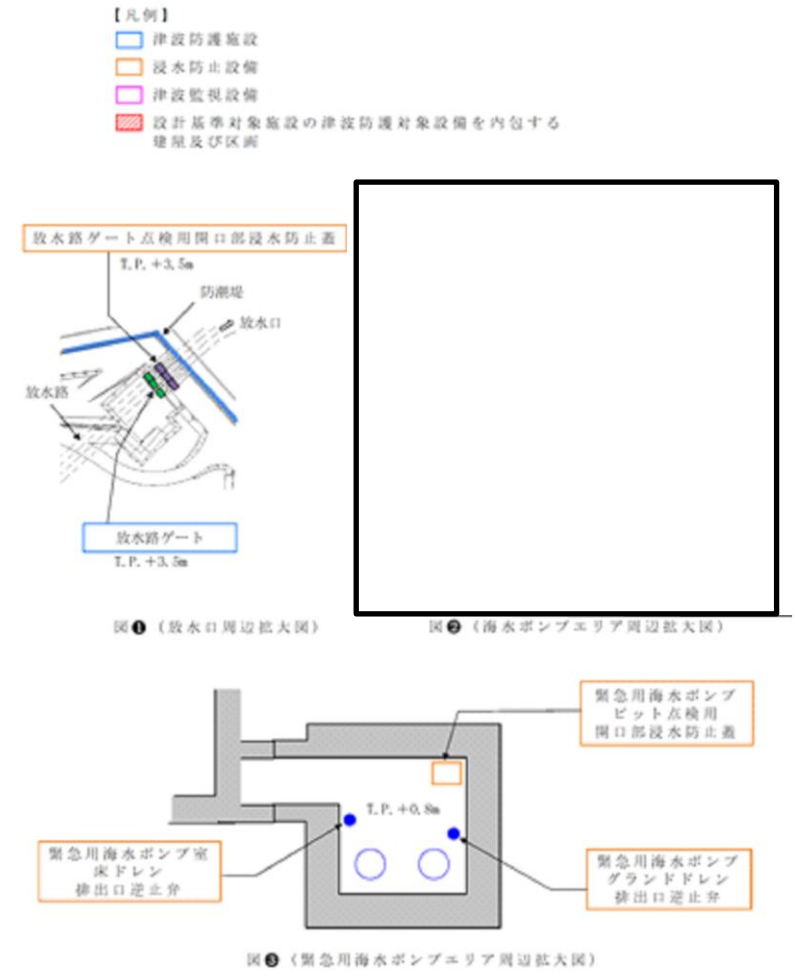 【凡例】
津波防護施設
浸水防止設備
津波監視設備
設計基準対象施設の津波防護対象設備を内包する
建屋及び区画
放水路ゲート点検用開口部浸水防止蓋
T.P.+3.5m
防潮堤
放水口
放水路
放水路ゲート
T.P.+3.5m
図❶（放水口周辺拡大図）
図❷（海水ポンプエリア周辺拡大図）
緊急用海水ポンプ
ピット点検用
開口部浸水防止蓋
T.P.+0.8m
緊急用海水ポンプ室
床ドレン
排出口逆止弁
緊急用海水ポンプ
グランドドレン
排出口逆止弁
図❸（緊急用海水ポンプエリア周辺拡大図）